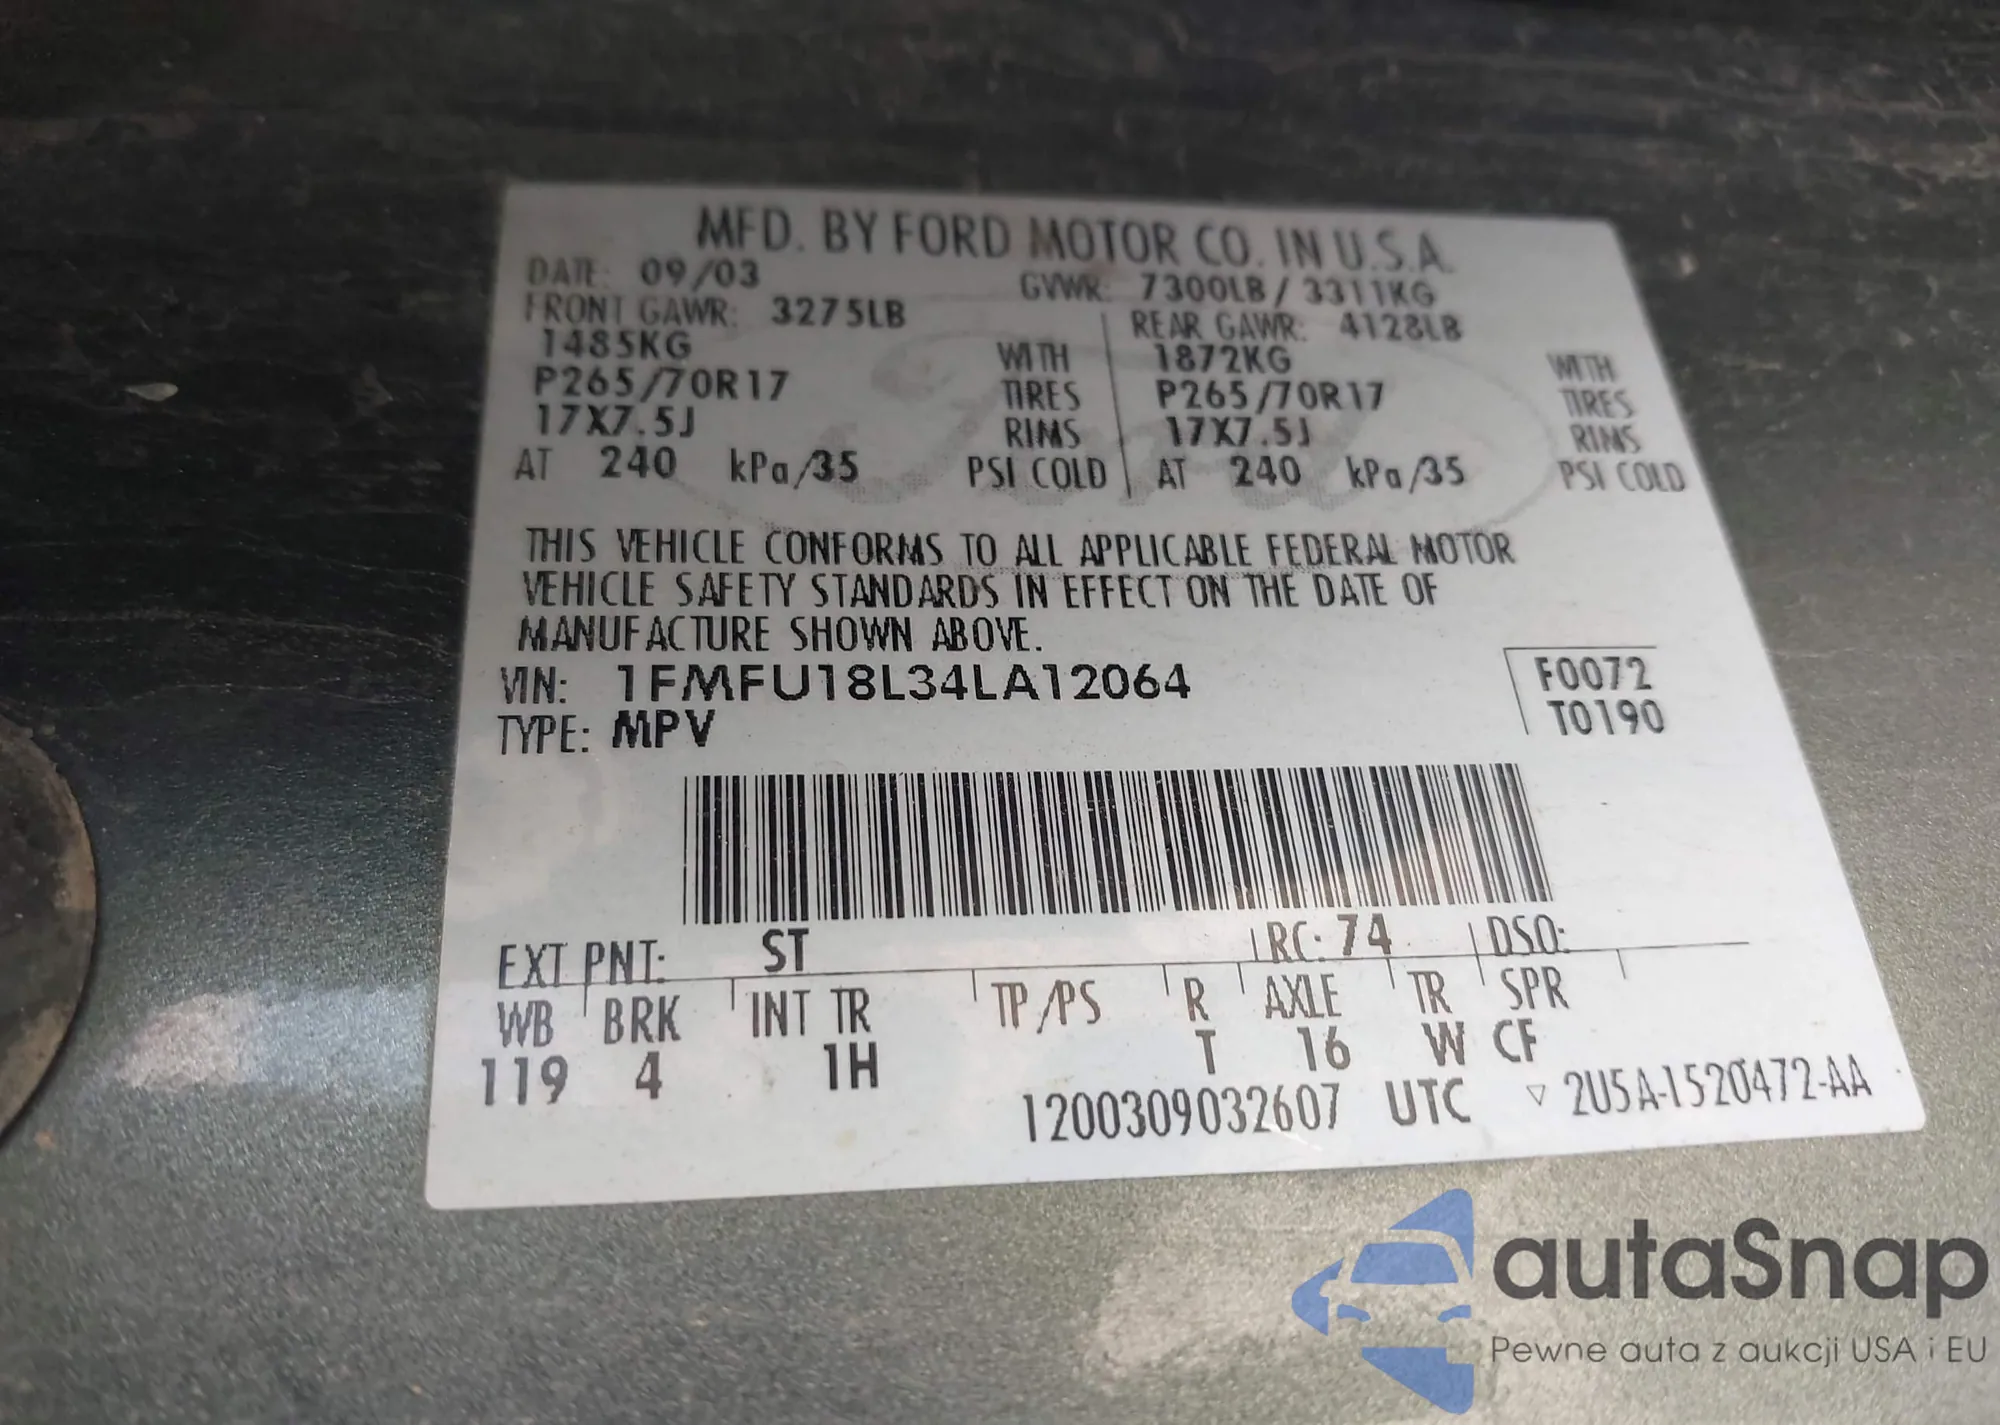 MFD. BY FORD MOTOR CO. IN U.S.A.
DATE: 09/03 GVWR: 7300LB / 3311KG
FRONT GAWR: 3275LB REAR GAWR: 4128LB
1485KG WITH 1872KG WITH
P265/70R17 TIRES P265/70R17 TIRES
17X7.5J RIMS 17X7.5J RIMS
AT 240 kPa/35 PSI COLD AT 240 kPa/35 PSI COLD
THIS VEHICLE CONFORMS TO ALL APPLICABLE FEDERAL MOTOR
VEHICLE SAFETY STANDARDS IN EFFECT ON THE DATE OF
MANUFACTURE SHOWN ABOVE.
VIN: 1FMFU18L34LA12064 F0072
TYPE: MPV T0190
EXT PNT: ST RC: 74 DSO:
WB BRK INT TR TP/PS R AXLE TR SPR
119 4 1H T 16 W CF
1200309032607 UTC ▽ 2U5A-1520472-AA
autaSnap
Pewne auta z aukcji USA i EU